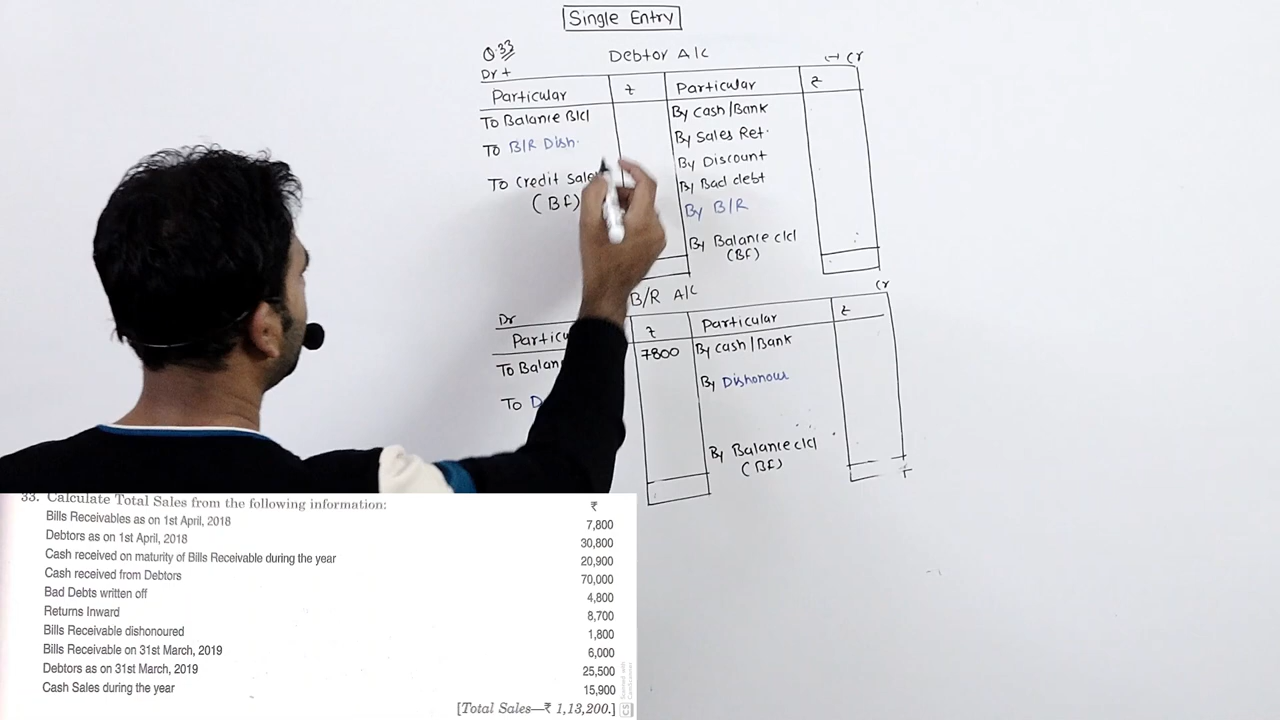 Single Entry
Q.33
Debtor A/c
Dr +
(-) Cr
Particular ₹ Particular ₹
To Balance B/d By cash/Bank
To B/R Dish. By Sales Ret.
By Discount
To Credit Sales By Bad debt
(Bf) By B/R
By Balance c/d
(Bf)
B/R A/c
Dr Cr
₹ Particular ₹
7800 By cash/Bank
By Dishonour
To
By Balance c/d
(Bf)
33. Calculate Total Sales from the following information: ₹
Bills Receivables as on 1st April, 2018 7,800
Debtors as on 1st April, 2018 30,800
Cash received on maturity of Bills Receivable during the year 20,900
Cash received from Debtors 70,000
Bad Debts written off 4,800
Returns Inward 8,700
Bills Receivable dishonoured 1,800
Bills Receivable on 31st March, 2019 6,000
Debtors as on 31st March, 2019 25,500
Cash Sales during the year 15,900
[Total Sales—₹ 1,13,200.]
CS
Scanned with
CamScanner